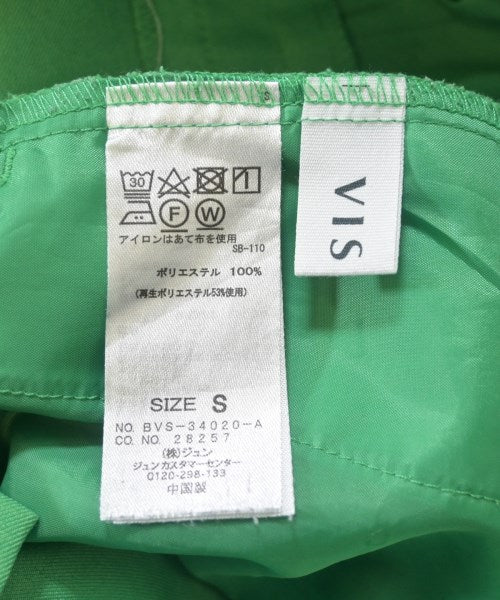 30
F W
アイロンはあて布を使用
SB-110
ポリエステル 100%
(再生ポリエステル53%使用)
SIZE S
NO. BVS-34020-A
CO. NO. 28257
(株)ジュン
ジュンカスタマーセンター
0120-298-133
中国製
VIS